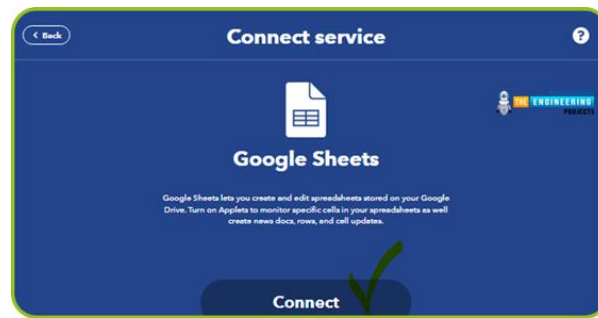 < Back
Connect service
?
THE ENGINEERING
PROJECTS
Google Sheets
Google Sheets lets you create and edit spreadsheets stored on your Google
Drive. Turn on Applets to monitor specific cells in your spreadsheets as well
create news docs, rows, and cell updates.
Connect